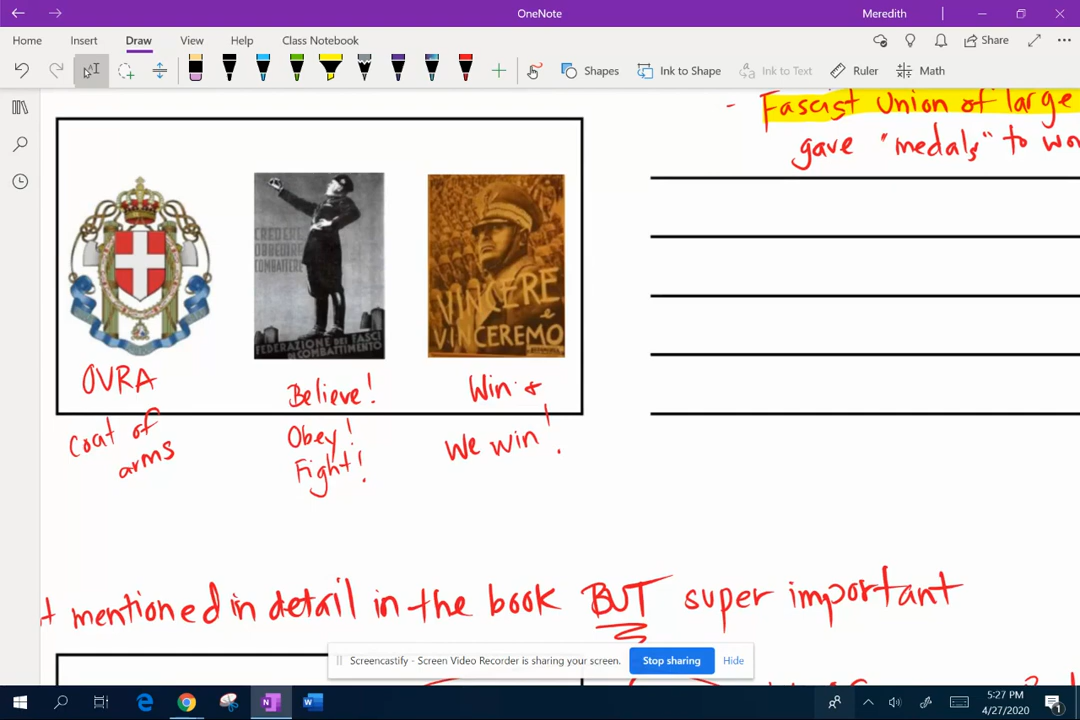 OneNote
Meredith
Home Insert Draw View Help Class Notebook
Share
Shapes Ink to Shape Ink to Text Ruler Math
- Fascist Union of large
gave "medals" to wo
CREDERE
OBBEDIRE
COMBATTERE
FEDERAZIONE DEI FASCI
DI COMBATTIMENTO
VINCERE
e
VINCEREMO
OVRA
coat of
arms
Believe!
Obey!
Fight!
Win &
We win!
t mentioned in detail in the book BUT super important
Screencastify - Screen Video Recorder is sharing your screen. Stop sharing Hide
5:27 PM
4/27/2020